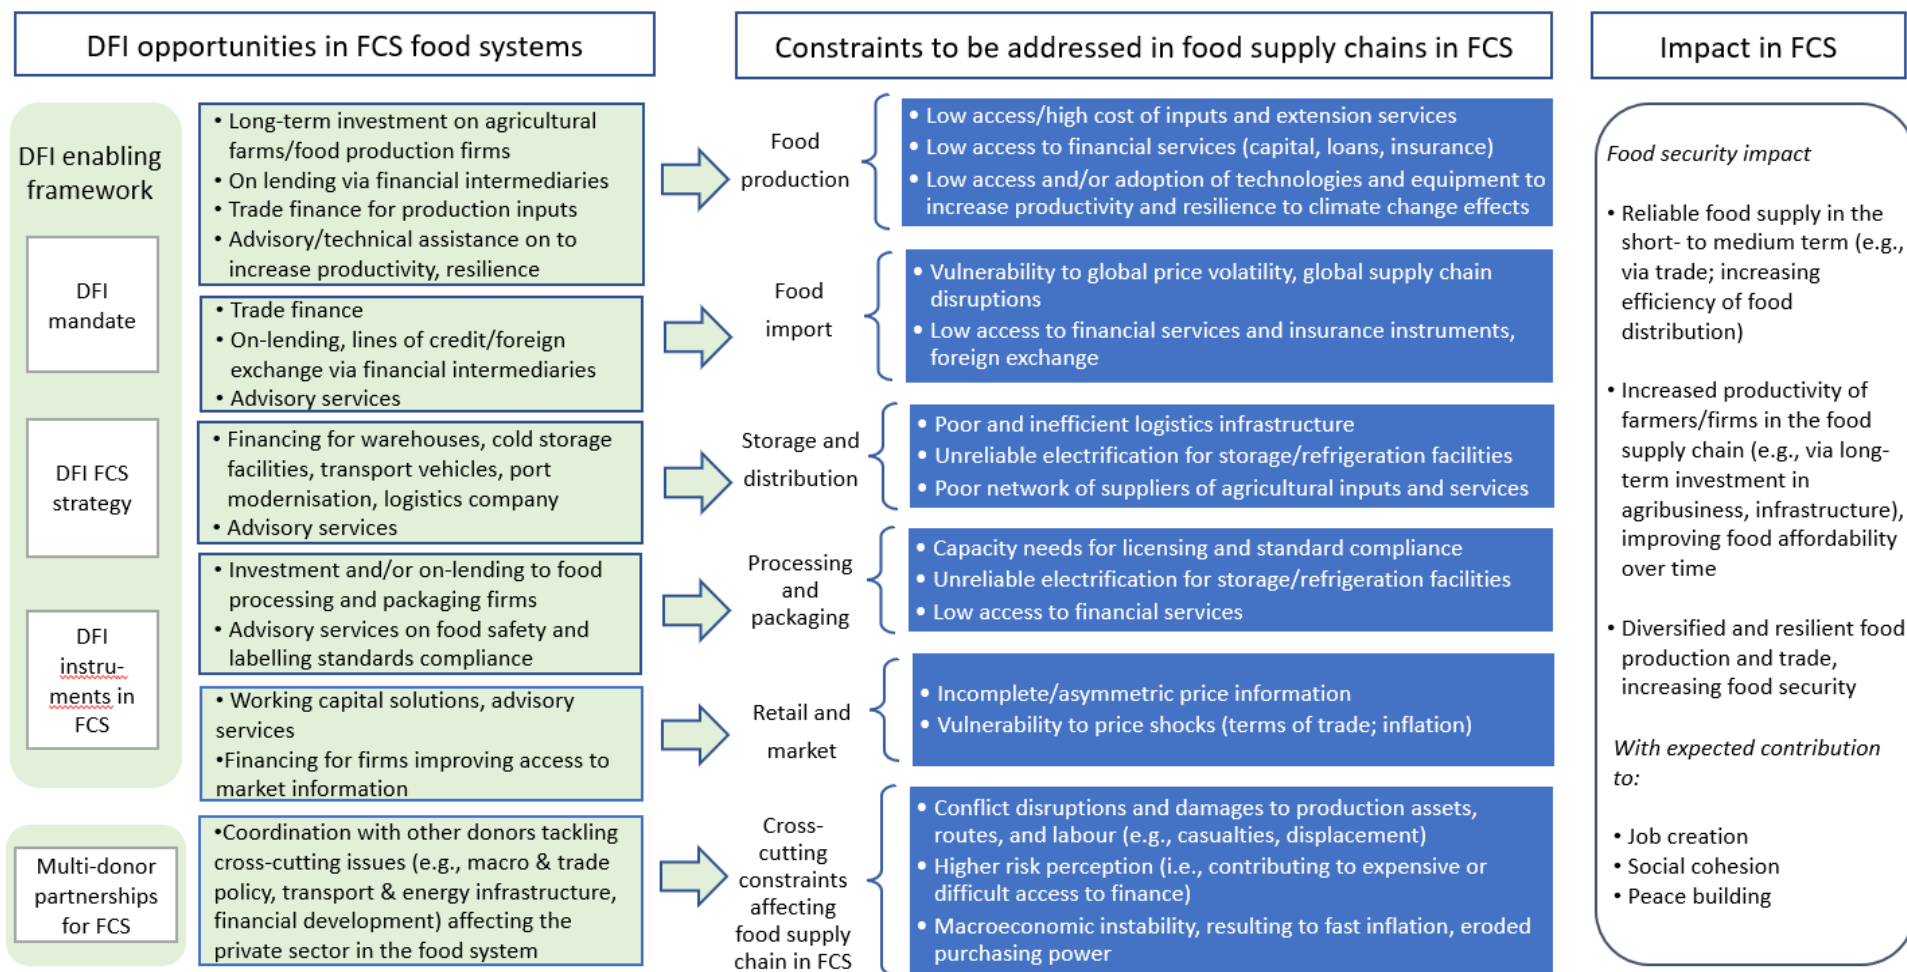 DFI opportunities in FCS food systems
Constraints to be addressed in food supply chains in FCS
Impact in FCS
DFI enabling
framework
DFI
mandate
DFI FCS
strategy
DFI
instru-
ments in
FCS
Multi-donor
partnerships
for FCS
• Long-term investment on agricultural
farms/food production firms
• On lending via financial intermediaries
• Trade finance for production inputs
• Advisory/technical assistance on to
increase productivity, resilience
• Trade finance
• On-lending, lines of credit/foreign
exchange via financial intermediaries
• Advisory services
• Financing for warehouses, cold storage
facilities, transport vehicles, port
modernisation, logistics company
• Advisory services
• Investment and/or on-lending to food
processing and packaging firms
• Advisory services on food safety and
labelling standards compliance
• Working capital solutions, advisory
services
•Financing for firms improving access to
market information
•Coordination with other donors tackling
cross-cutting issues (e.g., macro & trade
policy, transport & energy infrastructure,
financial development) affecting the
private sector in the food system
Food
production
• Low access/high cost of inputs and extension services
• Low access to financial services (capital, loans, insurance)
• Low access and/or adoption of technologies and equipment to
increase productivity and resilience to climate change effects
Food
import
• Vulnerability to global price volatility, global supply chain
disruptions
• Low access to financial services and insurance instruments,
foreign exchange
Storage and
distribution
• Poor and inefficient logistics infrastructure
• Unreliable electrification for storage/refrigeration facilities
• Poor network of suppliers of agricultural inputs and services
Processing
and
packaging
• Capacity needs for licensing and standard compliance
• Unreliable electrification for storage/refrigeration facilities
• Low access to financial services
Retail and
market
• Incomplete/asymmetric price information
• Vulnerability to price shocks (terms of trade; inflation)
Cross-
cutting
constraints
affecting
food supply
chain in FCS
• Conflict disruptions and damages to production assets,
routes, and labour (e.g., casualties, displacement)
• Higher risk perception (i.e., contributing to expensive or
difficult access to finance)
• Macroeconomic instability, resulting to fast inflation, eroded
purchasing power
Food security impact
• Reliable food supply in the
short- to medium term (e.g.,
via trade; increasing
efficiency of food
distribution)
• Increased productivity of
farmers/firms in the food
supply chain (e.g., via long-
term investment in
agribusiness, infrastructure),
improving food affordability
over time
• Diversified and resilient food
production and trade,
increasing food security
With expected contribution
to:
• Job creation
• Social cohesion
• Peace building